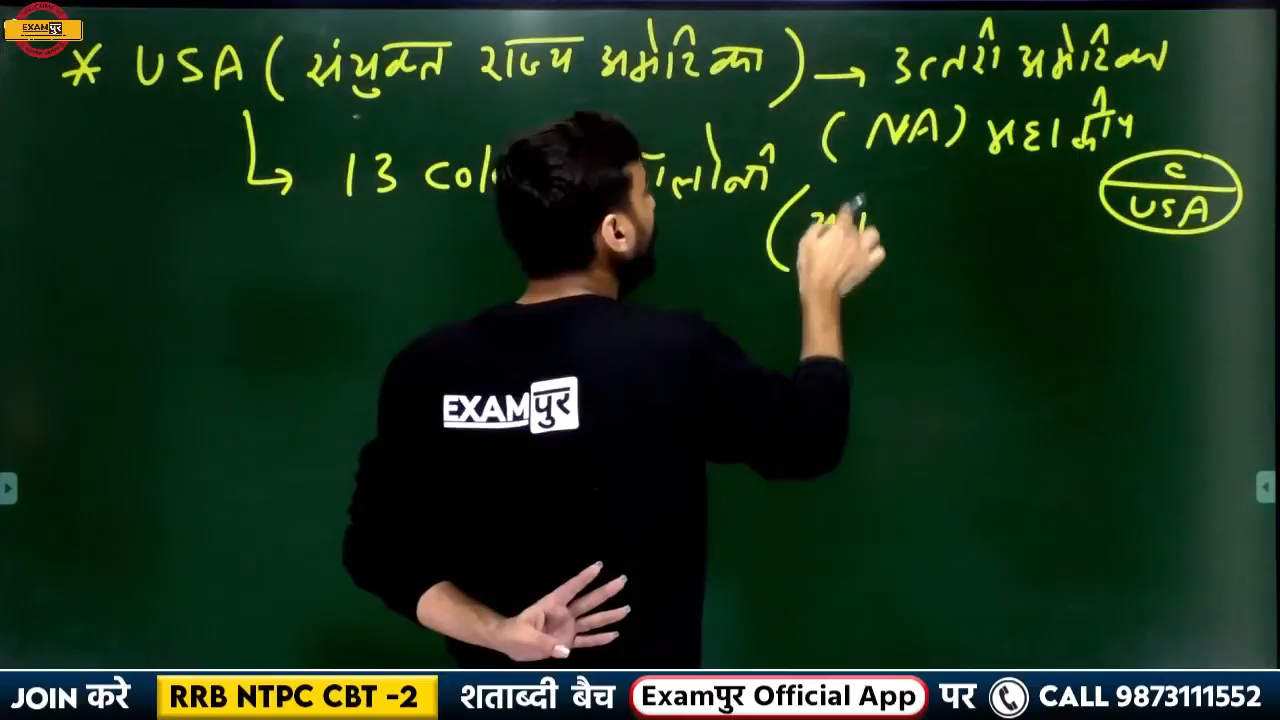 EXAMपुर
* USA ( संयुक्त राज्य अमेरिका ) → उत्तरी अमेरिका
(NA) महाद्वीप
→ 13 col
C
USA
(
EXAMपुर
JOIN करे RRB NTPC CBT -2 शताब्दी बैच Examपुर Official App पर CALL 9873111552